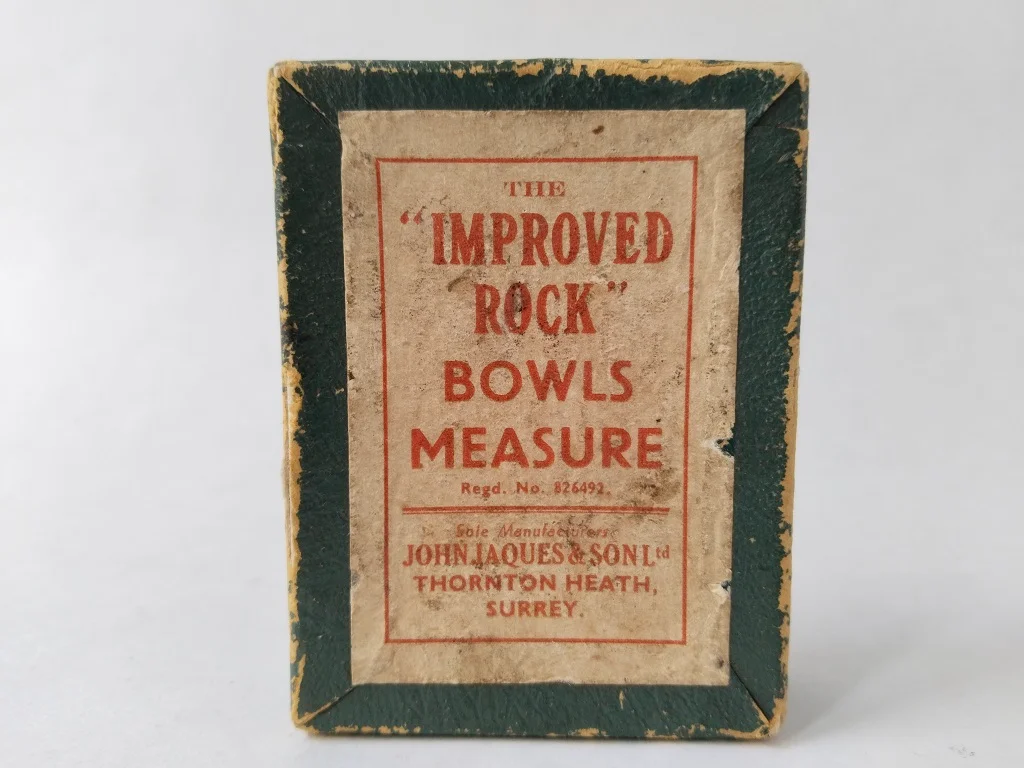 THE
"IMPROVED
ROCK"
BOWLS
MEASURE
Regd. No. 826492.
Sole Manufacturers:
JOHN JAQUES & SON Ltd
THORNTON HEATH,
SURREY.